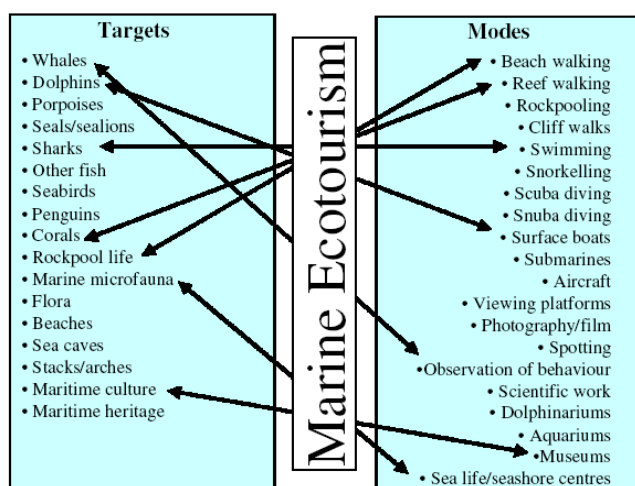 Targets
• Whales
• Dolphins
• Porpoises
• Seals/sealions
• Sharks
• Other fish
• Seabirds
• Penguins
• Corals
• Rockpool life
• Marine microfauna
• Flora
• Beaches
• Sea caves
• Stacks/arches
• Maritime culture
• Maritime heritage
Marine Ecotourism
Modes
• Beach walking
• Reef walking
• Rockpooling
• Cliff walks
• Swimming
• Snorkelling
• Scuba diving
• Snuba diving
• Surface boats
• Submarines
• Aircraft
• Viewing platforms
• Photography/film
• Spotting
•Observation of behaviour
• Scientific work
• Dolphinariums
• Aquariums
•Museums
• Sea life/seashore centres